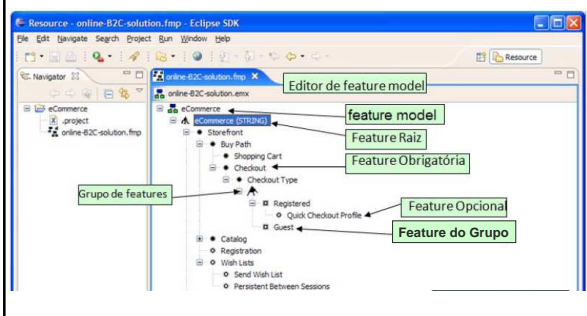 Resource - online-B2C-solution.fmp - Eclipse SDK
File Edit Navigate Search Project Run Window Help
Resource
Navigator
online-B2C-solution.fmp
Editor de feature model
online-B2C-solution.emx
eCommerce
.project
online-B2C-solution.fmp
eCommerce
feature model
eCommerce (STRING)
Feature Raiz
Storefront
Buy Path
Shopping Cart
Checkout
Feature Obrigatória
Checkout Type
Grupo de features
Registered
Quick Checkout Profile
Feature Opcional
Guest
Feature do Grupo
Catalog
Registration
Wish Lists
Send Wish List
Persistent Between Sessions